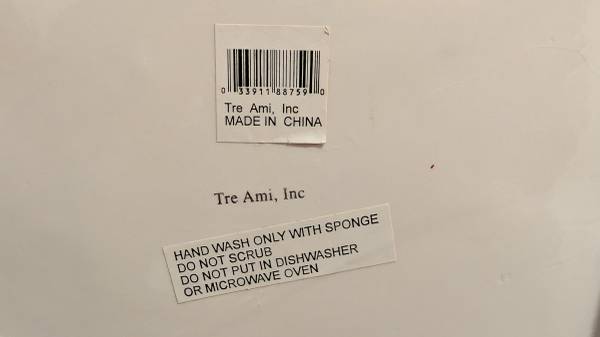 0 33911 88759 0
Tre Ami, Inc
MADE IN CHINA
Tre Ami, Inc
HAND WASH ONLY WITH SPONGE
DO NOT SCRUB
DO NOT PUT IN DISHWASHER
OR MICROWAVE OVEN